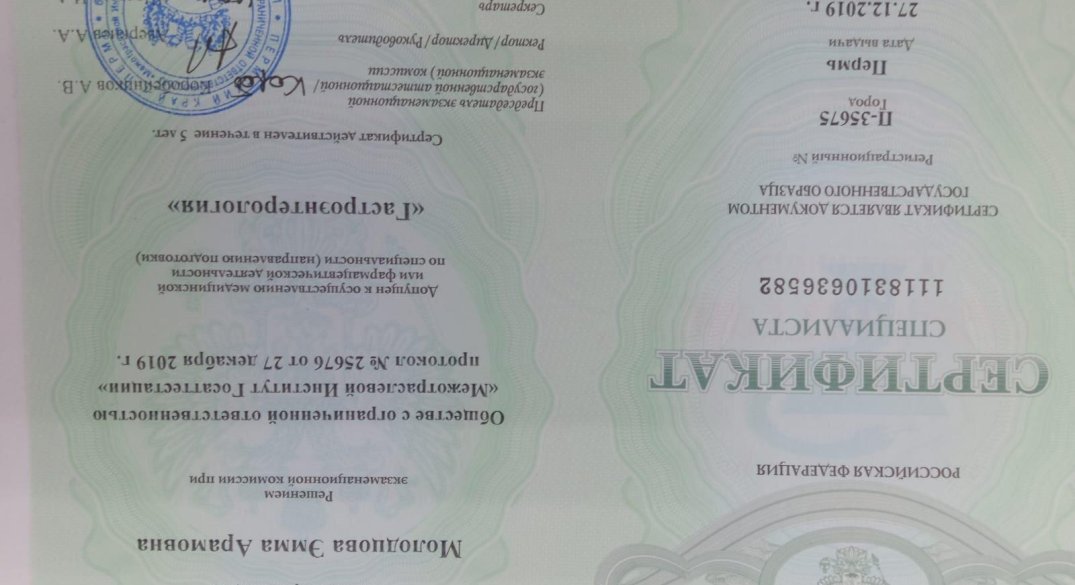 РОССИЙСКАЯ ФЕДЕРАЦИЯ
СЕРТИФИКАТ
СПЕЦИАЛИСТА
1118310636582
СЕРТИФИКАТ ЯВЛЯЕТСЯ ДОКУМЕНТОМ
ГОСУДАРСТВЕННОГО ОБРАЗЦА
Регистрационный №
П-35675
Город
Пермь
Дата выдачи
27.12.2019 г.
Молодцова Эмма Арамовна
Решением
экзаменационной комиссии при
Обществе с ограниченной ответственностью
«Межотраслевой Институт Госаттестации»
протокол № 25676 от 27 декабря 2019 г.
Допущен к осуществлению медицинской
или фармацевтической деятельности
по специальности (направлению подготовки)
«Гастроэнтерология»
Сертификат действителен в течение 5 лет.
Председатель экзаменационной
(государственной аттестационной/
экзаменационной) комиссии
Коробейников А.В.
Ректор/Директор/Руководитель
Аверкиев А.А.
Секретарь